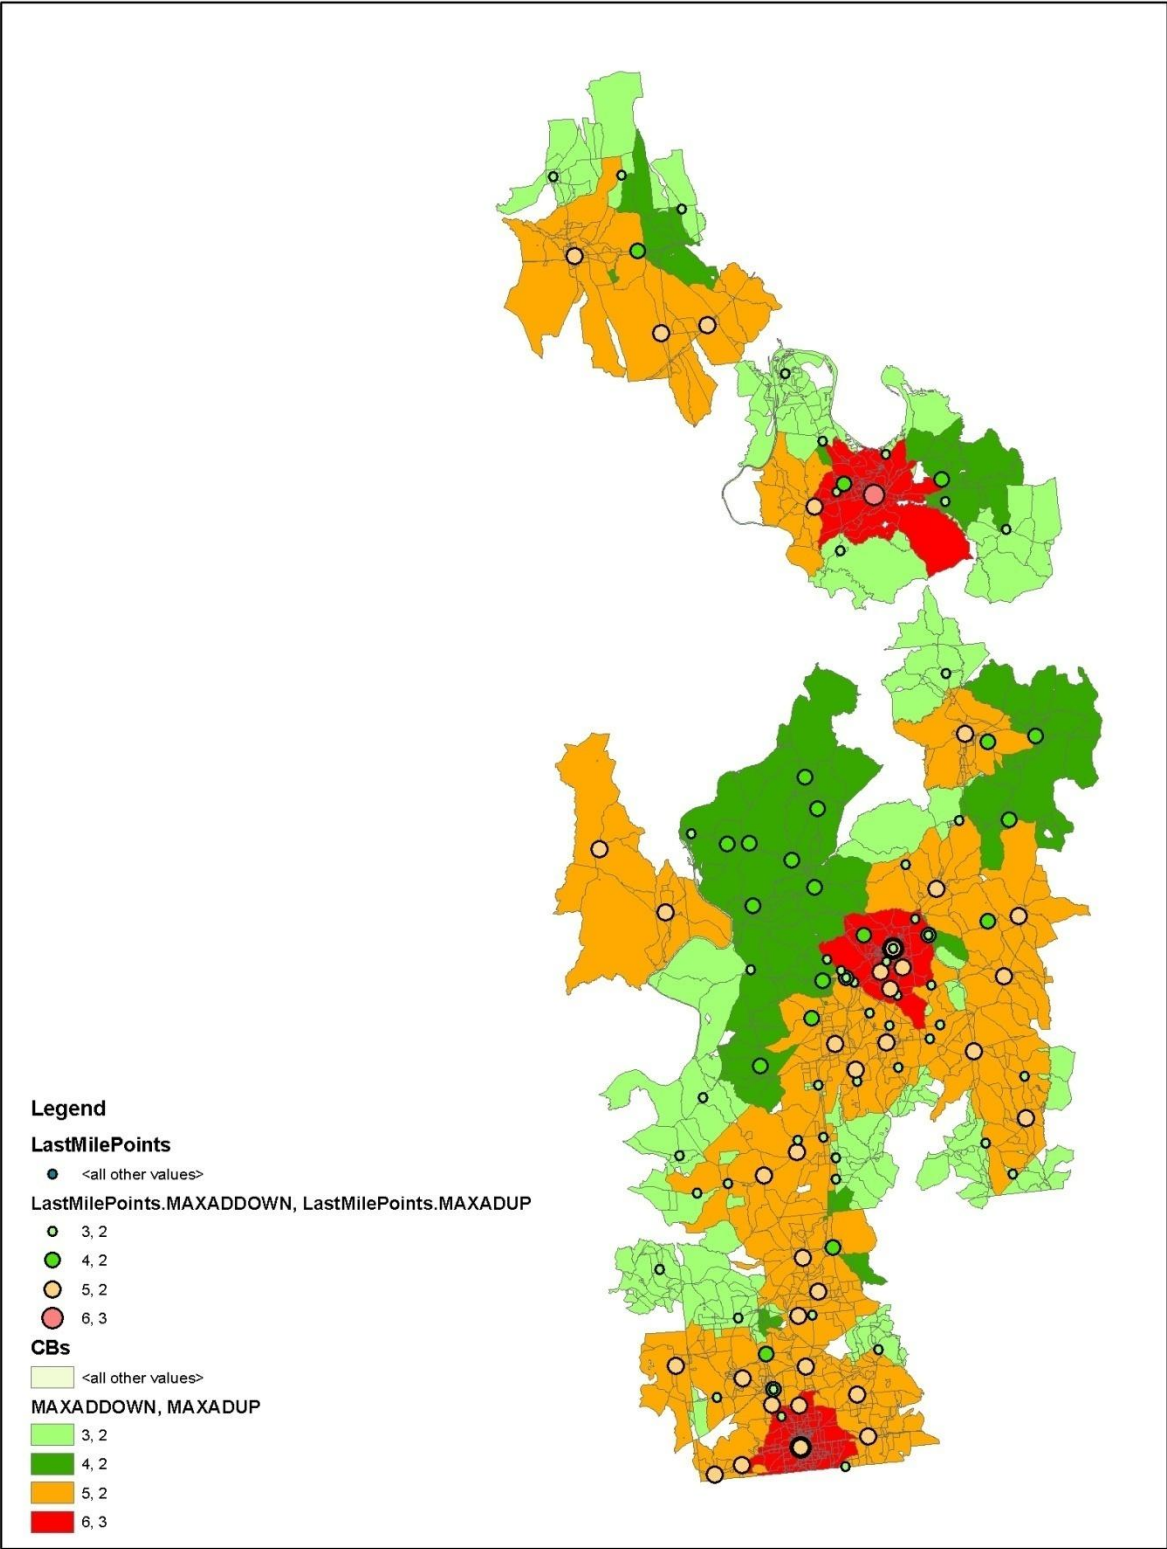 Legend
LastMilePoints
<all other values>
LastMilePoints.MAXADDOWN, LastMilePoints.MAXADUP
3, 2
4, 2
5, 2
6, 3
CBs
<all other values>
MAXADDOWN, MAXADUP
3, 2
4, 2
5, 2
6, 3